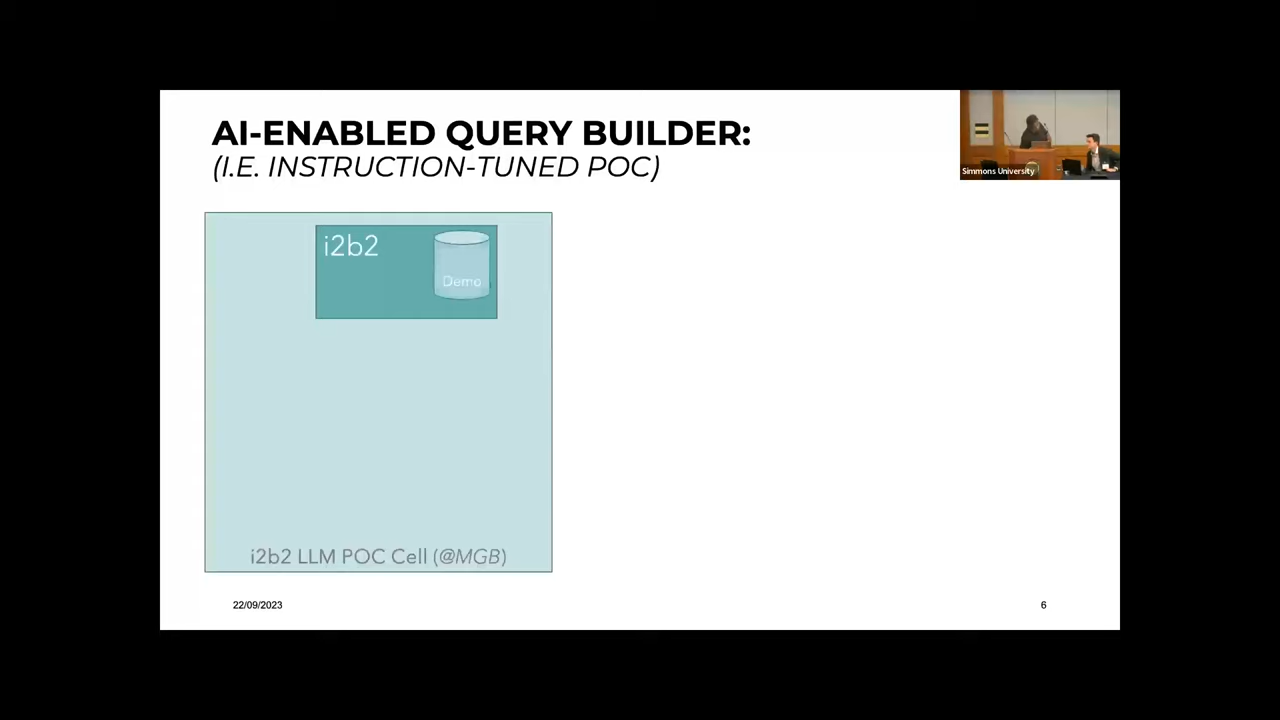 AI-ENABLED QUERY BUILDER:
(I.E. INSTRUCTION-TUNED POC)
Simmons University
i2b2
Demo
i2b2 LLM POC Cell (@MGB)
22/09/2023
6